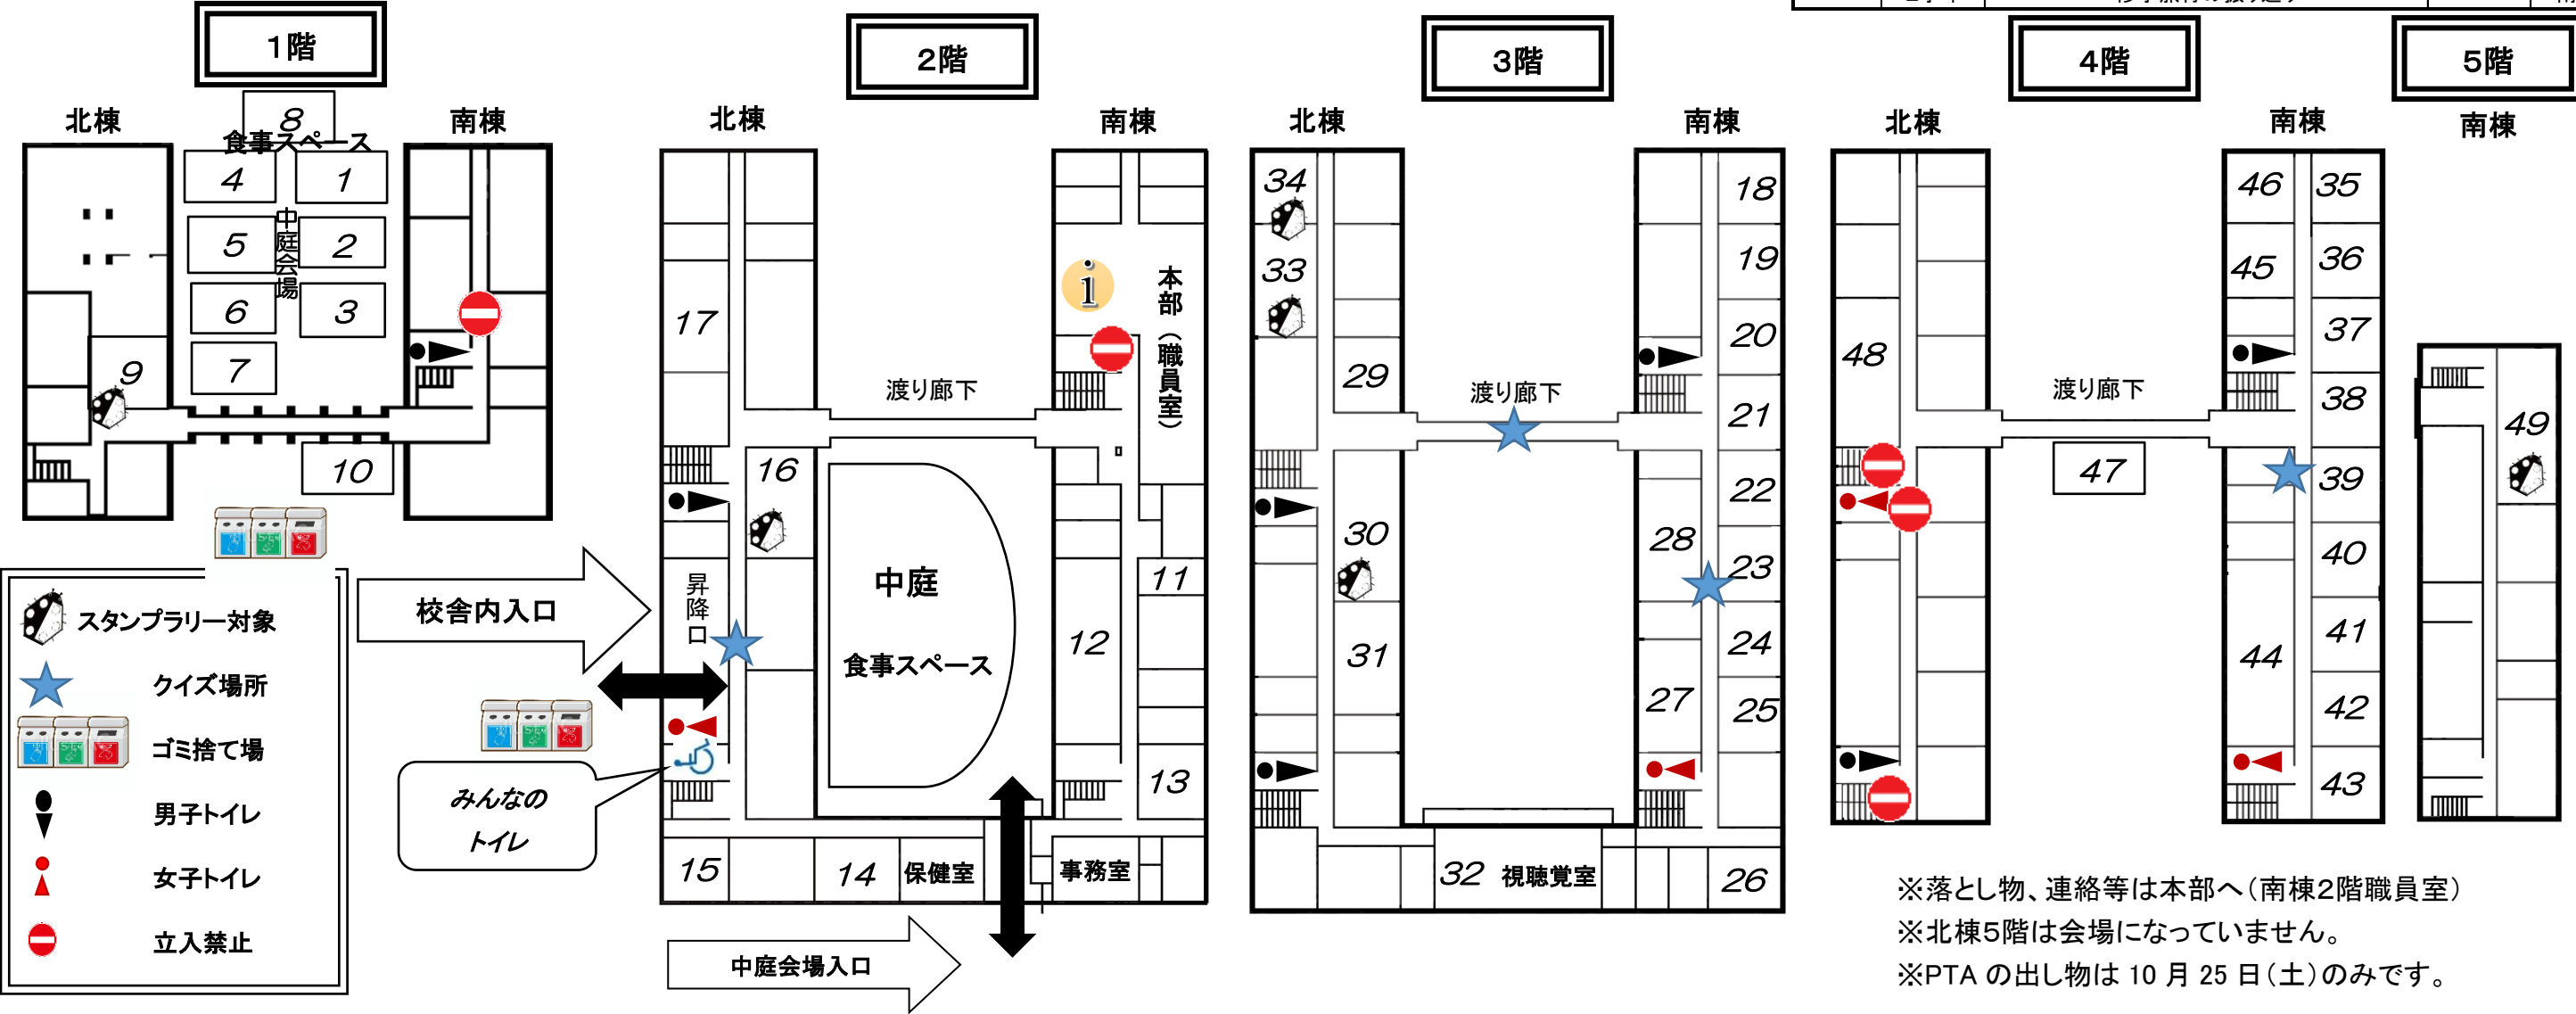 1階
北棟
8
食事スペース
南棟
4
1
中庭会場
5
2
6
3
7
9
10
スタンプラリー対象
クイズ場所
ゴミ捨て場
男子トイレ
女子トイレ
立入禁止
2階
北棟
南棟
17
i
本部（職員室）
渡り廊下
16
校舎内入口
昇降口
中庭
食事スペース
11
12
みんなの
トイレ
13
15
14
保健室
事務室
中庭会場入口
3階
北棟
南棟
34
18
33
19
20
29
渡り廊下
21
22
30
28
23
31
24
27
25
32
視聴覚室
26
4階
北棟
南棟
46
35
45
36
48
37
渡り廊下
38
47
39
40
44
41
42
43
5階
南棟
49
※落とし物、連絡等は本部へ（南棟２階職員室）
※北棟５階は会場になっていません。
※PTA の出し物は 10 月 25 日（土）のみです。